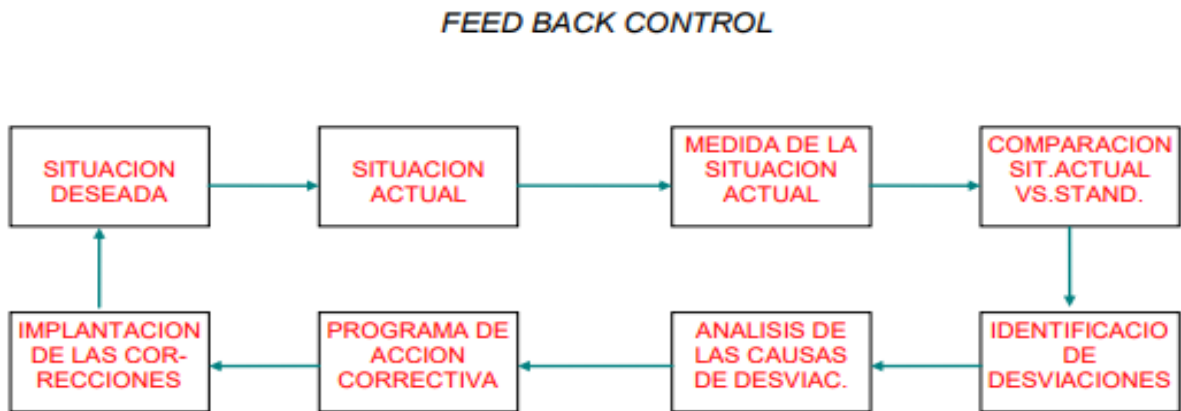 FEED BACK CONTROL
SITUACION
DESEADA
SITUACION
ACTUAL
MEDIDA DE LA
SITUACION
ACTUAL
COMPARACION
SIT.ACTUAL
VS.STAND.
IMPLANTACION
DE LAS COR-
RECCIONES
PROGRAMA DE
ACCION
CORRECTIVA
ANALISIS DE
LAS CAUSAS
DE DESVIAC.
IDENTIFICACIO
DE
DESVIACIONES